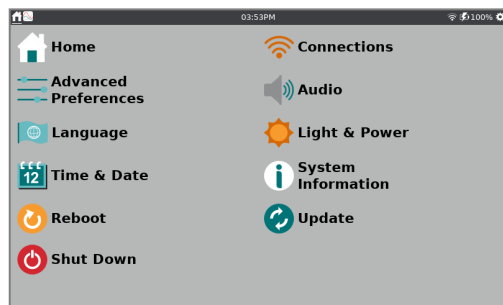 03:53PM
100%
Home
Connections
Advanced
Preferences
Audio
Language
Light & Power
12
Time & Date
System
Information
Reboot
Update
Shut Down